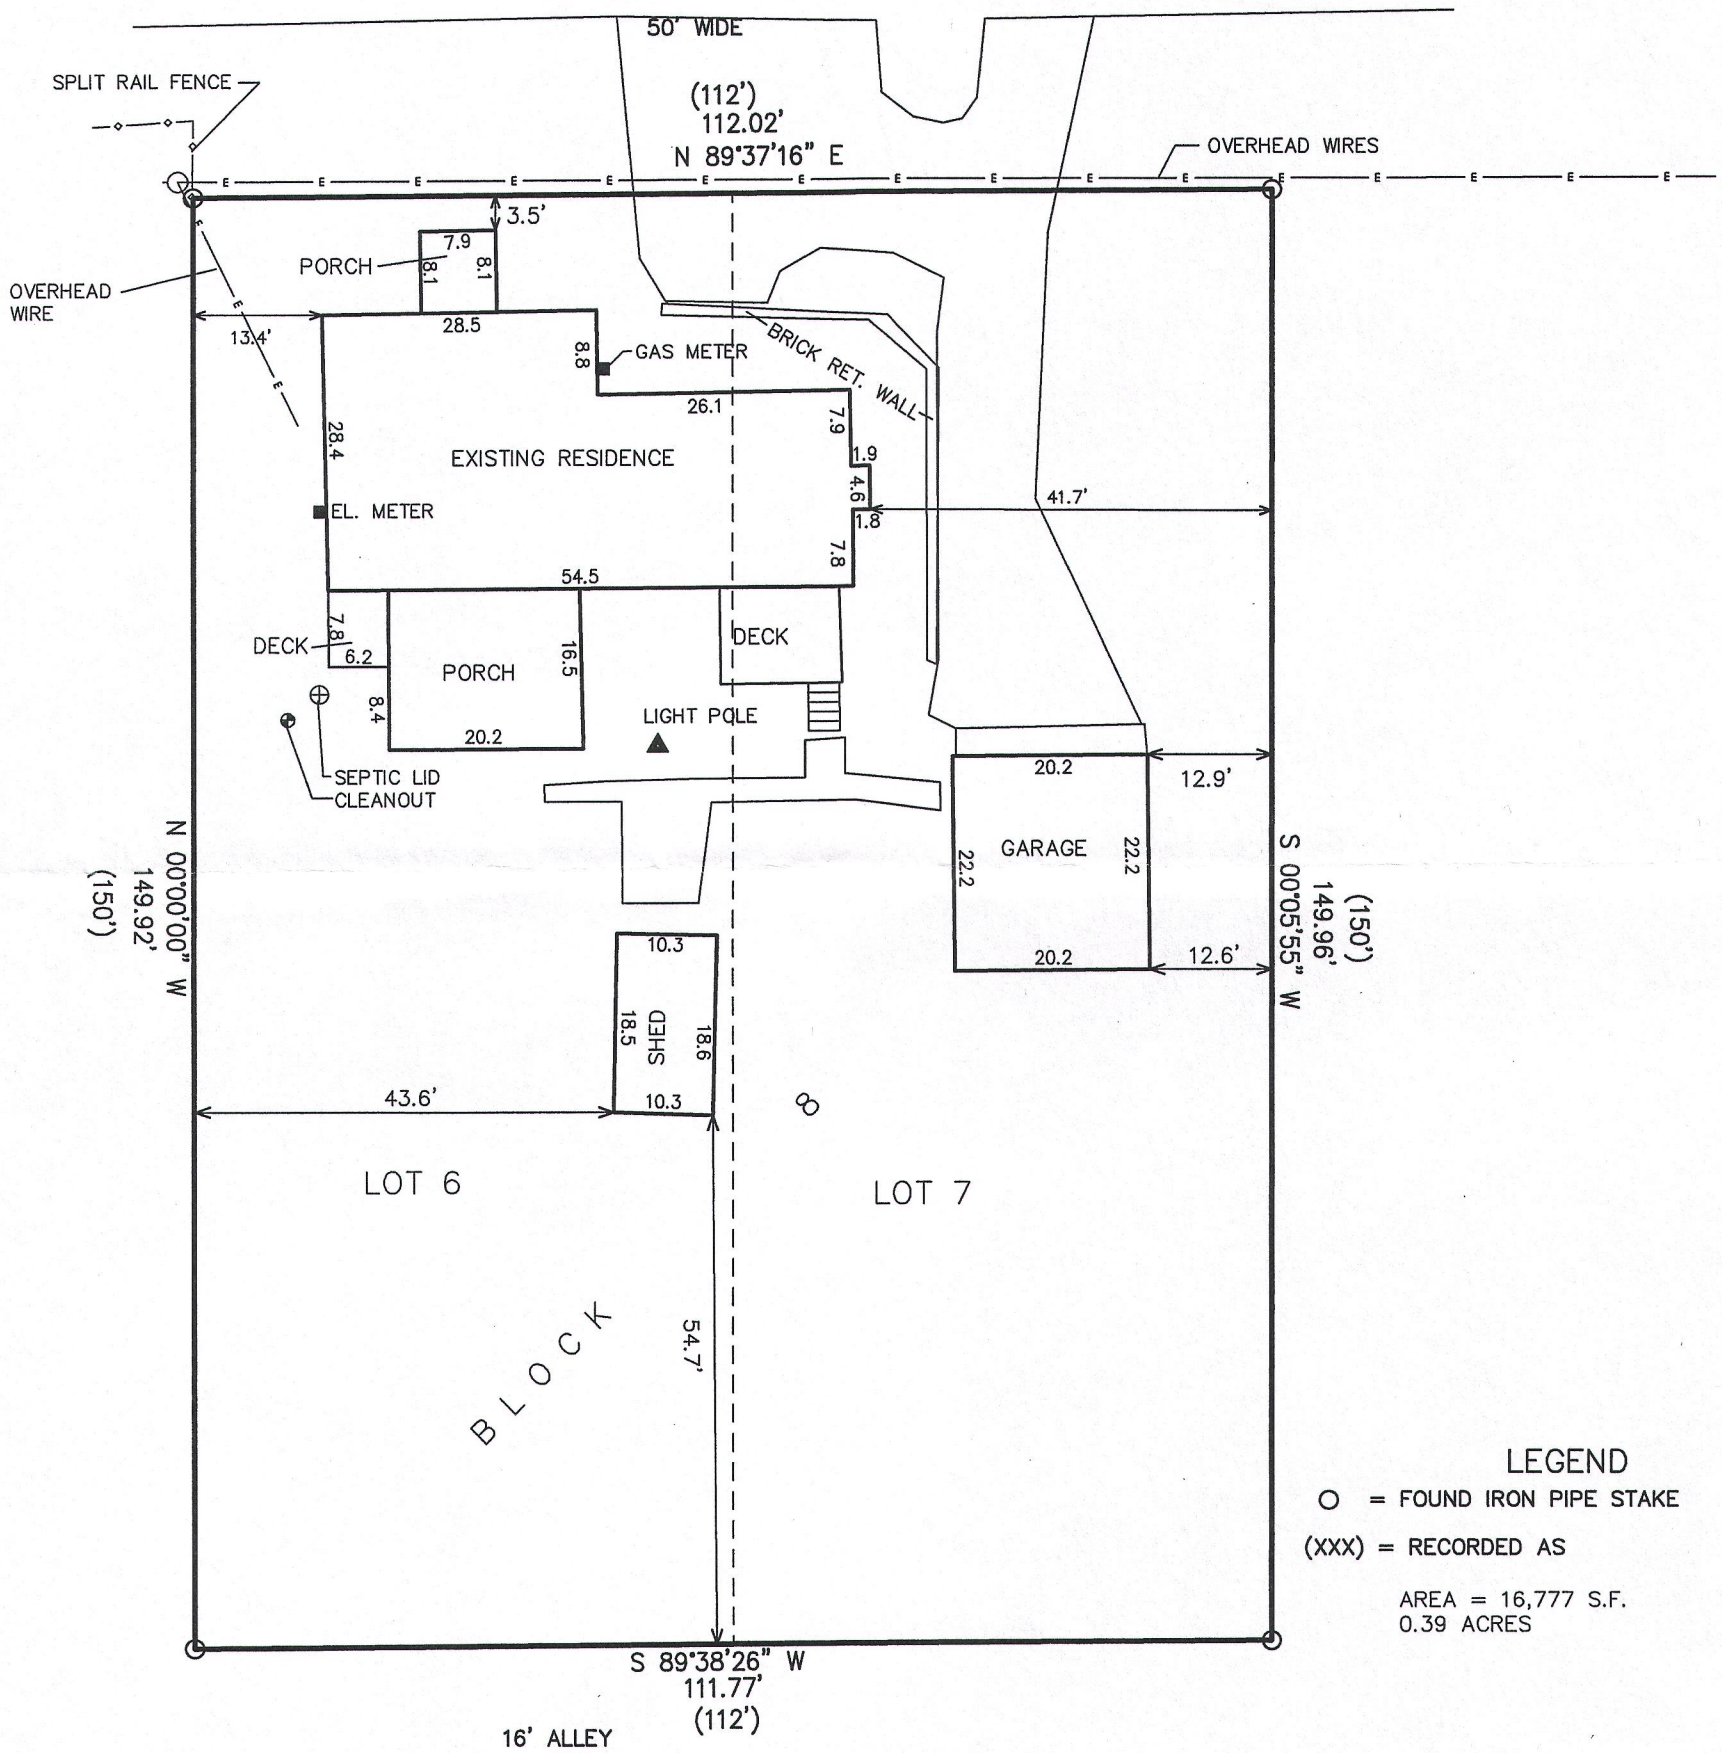 50' WIDE
SPLIT RAIL FENCE
(112')
112.02'
N 89°37'16" E
OVERHEAD WIRES
E E E E E E E E E E E E E E E E
3.5'
7.9
PORCH
8.1
8.1
E
OVERHEAD
WIRE
E
13.4'
28.5
8.8
GAS METER
BRICK RET. WALL
E
26.1
7.9
28.4
EXISTING RESIDENCE
1.9
4.6
41.7'
EL. METER
1.8
7.8
54.5
7.8
DECK
6.2
PORCH
16.5
DECK
8.4
20.2
LIGHT POLE
SEPTIC LID
CLEANOUT
20.2
12.9'
GARAGE
22.2
22.2
20.2
12.6'
N 00°00'00" W
149.92'
(150')
S 00°05'55" W
149.96'
(150')
10.3
SHED
18.5
18.6
10.3
43.6'
8
LOT 6
LOT 7
BLOCK
54.7'
LEGEND
O = FOUND IRON PIPE STAKE
(XXX) = RECORDED AS
AREA = 16,777 S.F.
0.39 ACRES
S 89°38'26" W
111.77'
(112')
16' ALLEY